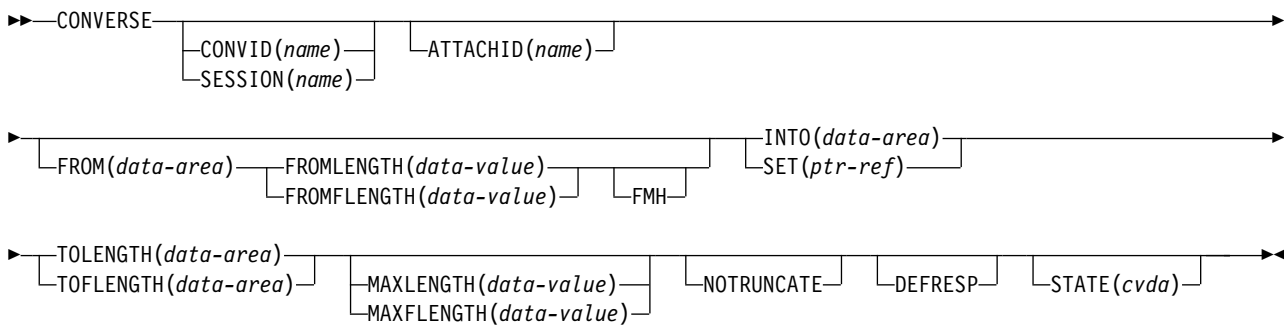 CONVERSE
CONVID(name) ATTACHID(name)
SESSION(name)
INTO(data-area)
FROM(data-area) FROMLENGTH(data-value) SET(ptr-ref)
FROMFLENGTH(data-value) FMH
TOLENGTH(data-area)
TOFLENGTH(data-area) MAXLENGTH(data-value) NOTRUNCATE DEFRESP STATE(cvda)
MAXFLENGTH(data-value)